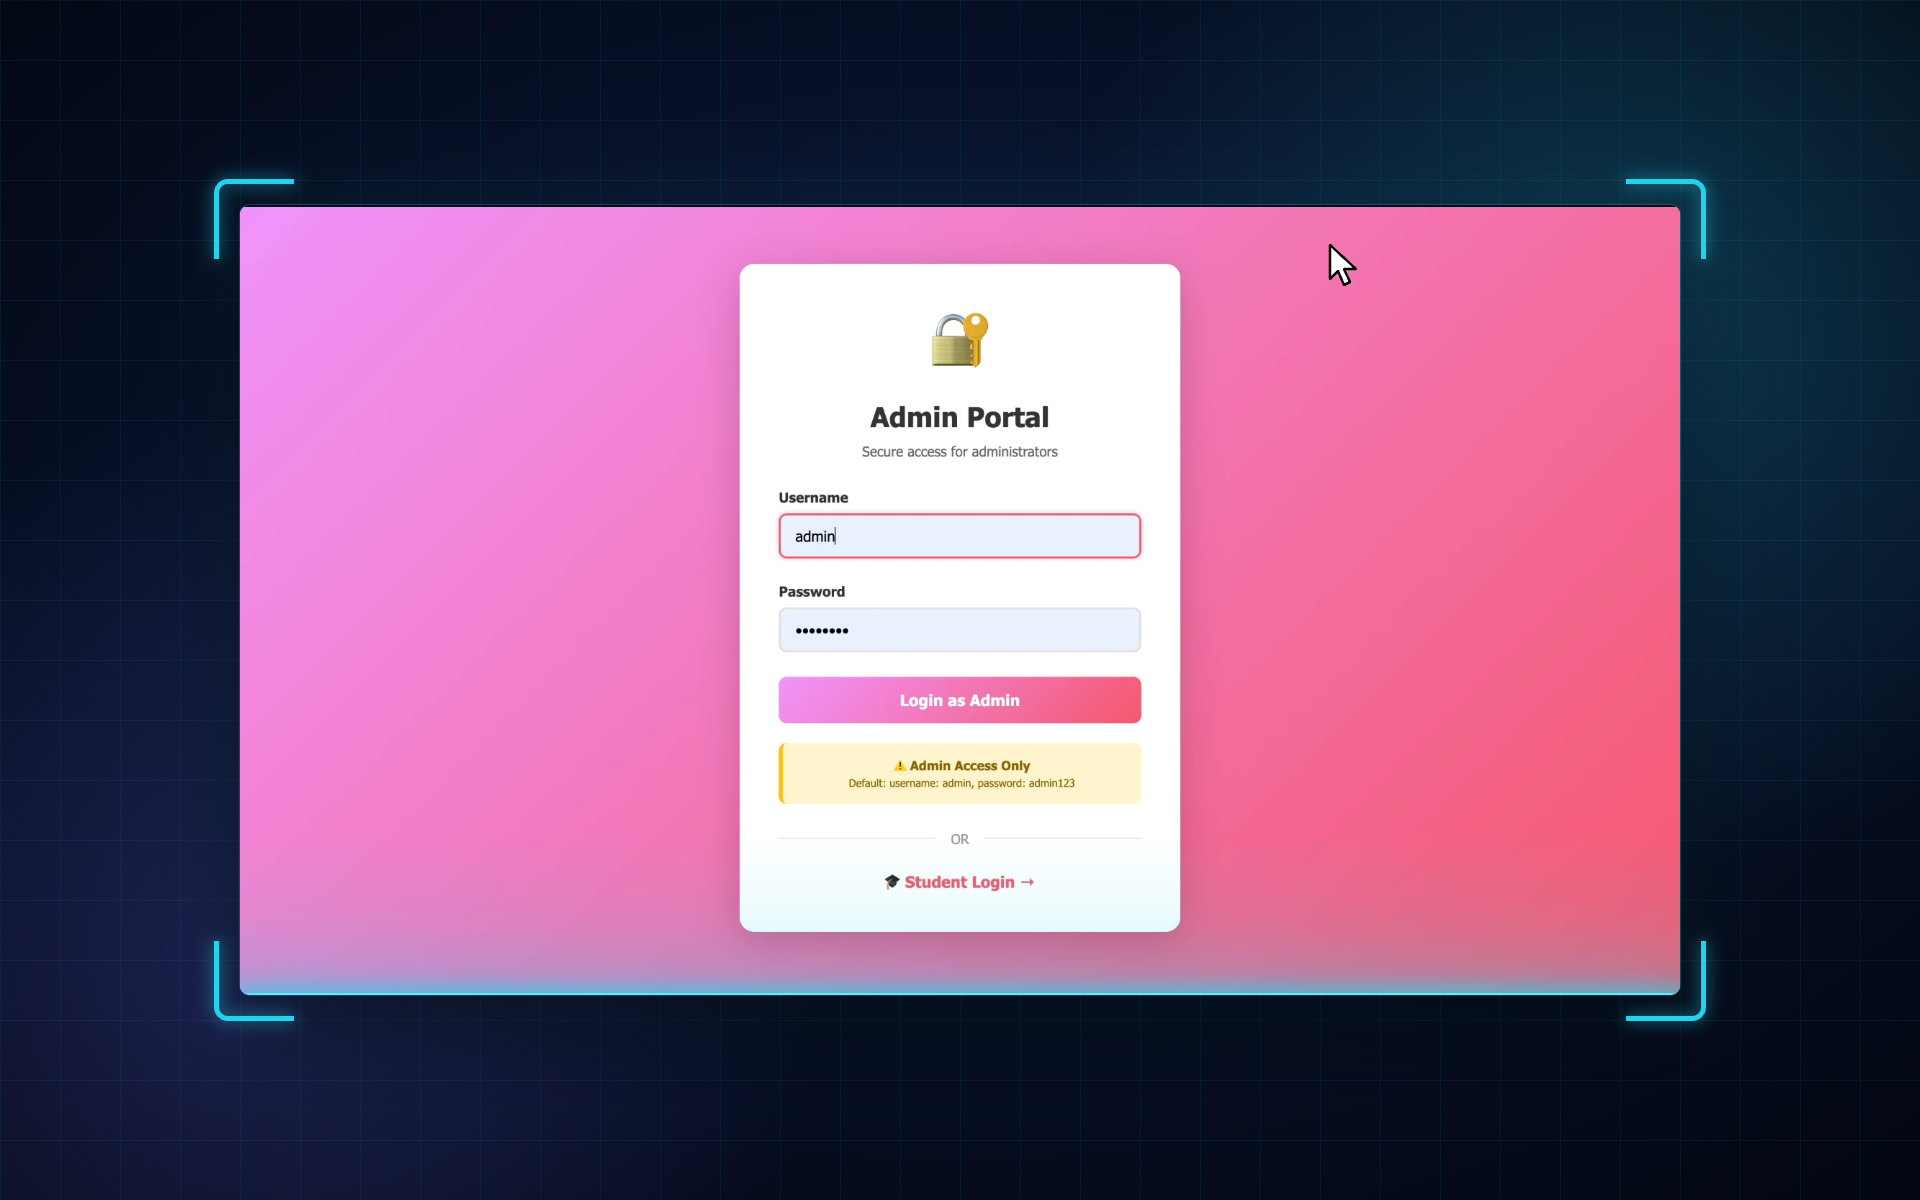 Admin Portal
Secure access for administrators
Username
admin
Password
••••••••
Login as Admin
⚠️ Admin Access Only
Default: username: admin, password: admin123
OR
🎓 Student Login →